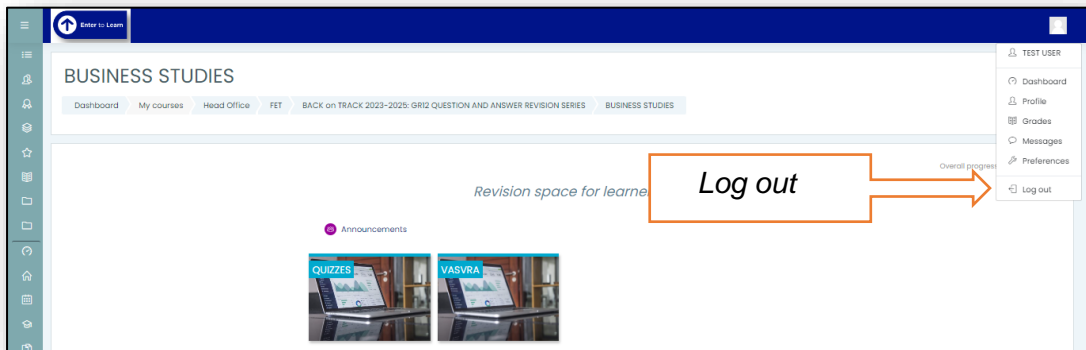 Enter to Learn
TEST USER
BUSINESS STUDIES
Dashboard
My courses
Head Office
FET
BACK on TRACK 2023-2025: GR12 QUESTION AND ANSWER REVISION SERIES
BUSINESS STUDIES
Dashboard
Profile
Grades
Messages
Preferences
Log out
Overall progress
Log out
Revision space for learner
Announcements
QUIZZES
VASVRA